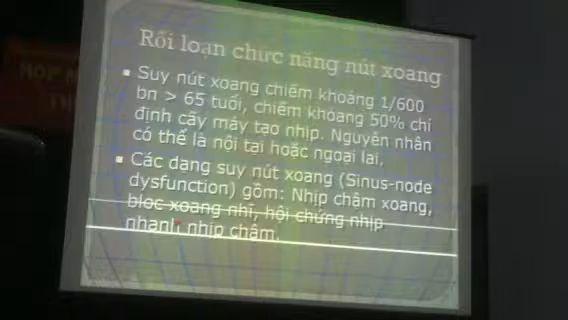 Rối loạn chức năng nút xoang
▪ Suy nút xoang chiếm khoảng 1/600
bn > 65 tuổi, chiếm khoảng 50% chỉ
định cấy máy tạo nhịp. Nguyên nhân
có thể là nội tại hoặc ngoại lai.
▪ Các dạng suy nút xoang (Sinus-node
dysfunction) gồm: Nhịp chậm xoang,
bloc xoang nhĩ, hội chứng nhịp
nhanh nhịp chậm.